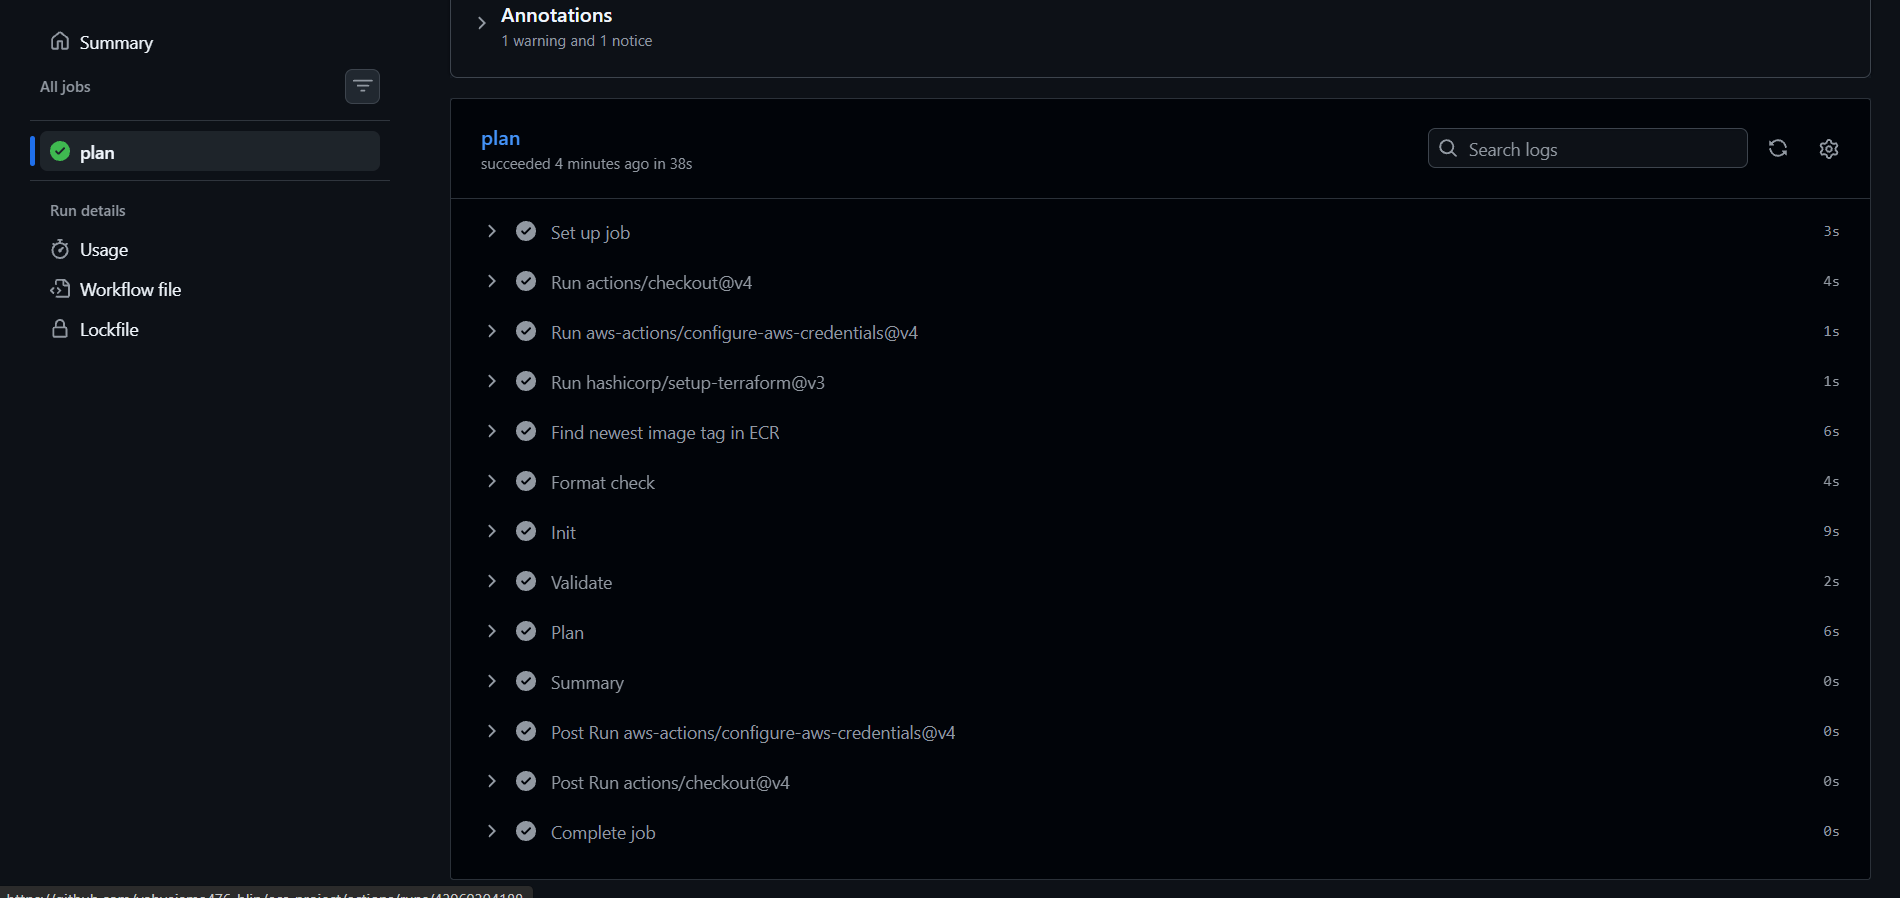 Summary
All jobs
plan
Run details
Usage
Workflow file
Lockfile
Annotations
1 warning and 1 notice
plan
succeeded 4 minutes ago in 38s
Search logs
Set up job 3s
Run actions/checkout@v4 4s
Run aws-actions/configure-aws-credentials@v4 1s
Run hashicorp/setup-terraform@v3 1s
Find newest image tag in ECR 6s
Format check 4s
Init 9s
Validate 2s
Plan 6s
Summary 0s
Post Run aws-actions/configure-aws-credentials@v4 0s
Post Run actions/checkout@v4 0s
Complete job 0s